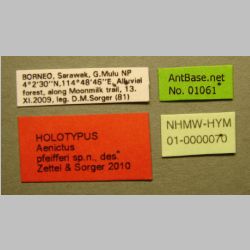 BORNEO, Sarawak, G.Mulu NP
4°2'30''N,114°48'46''E Alluvial
forest, along Moonmilk trail, 13.
XI.2009, leg. D.M.Sorger (81)
AntBase.net
No. 01061
HOLOTYPUS
Aenictus
pfeifferi sp.n., des.
Zettel & Sorger 2010
NHMW-HYM
01-0000070